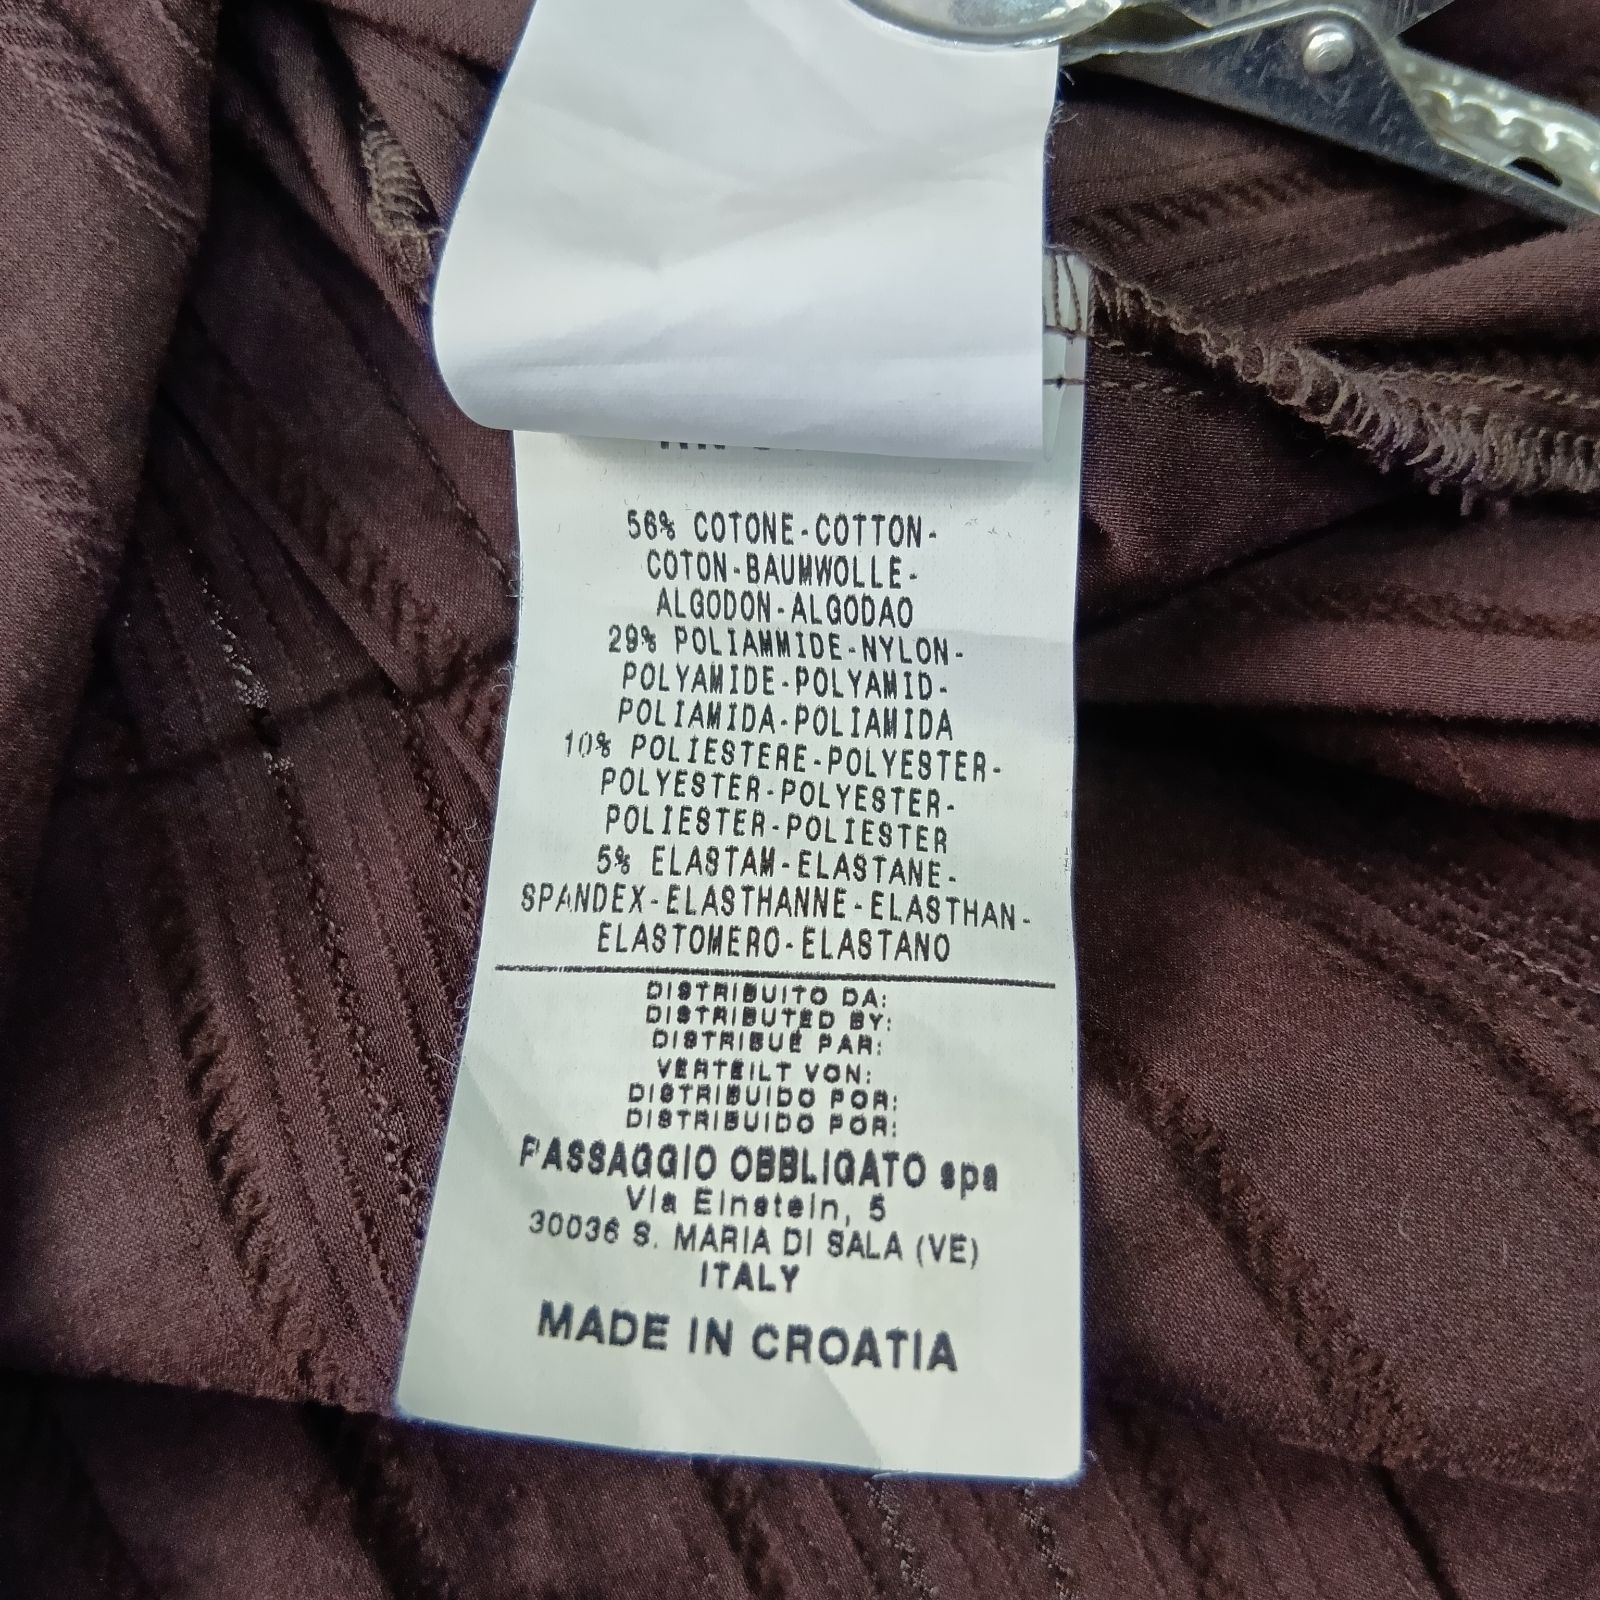 56% COTONE-COTTON-
COTON-BAUMWOLLE-
ALGODON-ALGODAO
29% POLIAMMIDE-NYLON-
POLYAMIDE-POLYAMID-
POLIAMIDA-POLIAMIDA
10% POLIESTERE-POLYESTER-
POLYESTER-POLYESTER-
POLIESTER-POLIESTER
5% ELASTAM-ELASTANE-
SPANDEX-ELASTHANNE-ELASTHAN-
ELASTOMERO-ELASTANO
DISTRIBUITO DA:
DISTRIBUTED BY:
DISTRIBUÉ PAR:
VERTEILT VON:
DISTRIBUIDO POR:
DISTRIBUIDO POR:
PASSAGGIO OBBLIGATO spa
Via Einstein, 5
30036 S. MARIA DI SALA (VE)
ITALY
MADE IN CROATIA